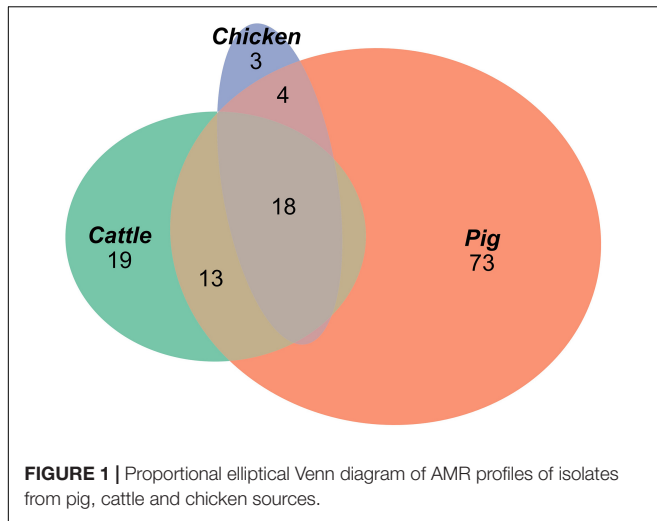 Chicken
3
4
18
Cattle
19
13
Pig
73
FIGURE 1 | Proportional elliptical Venn diagram of AMR profiles of isolates
from pig, cattle and chicken sources.